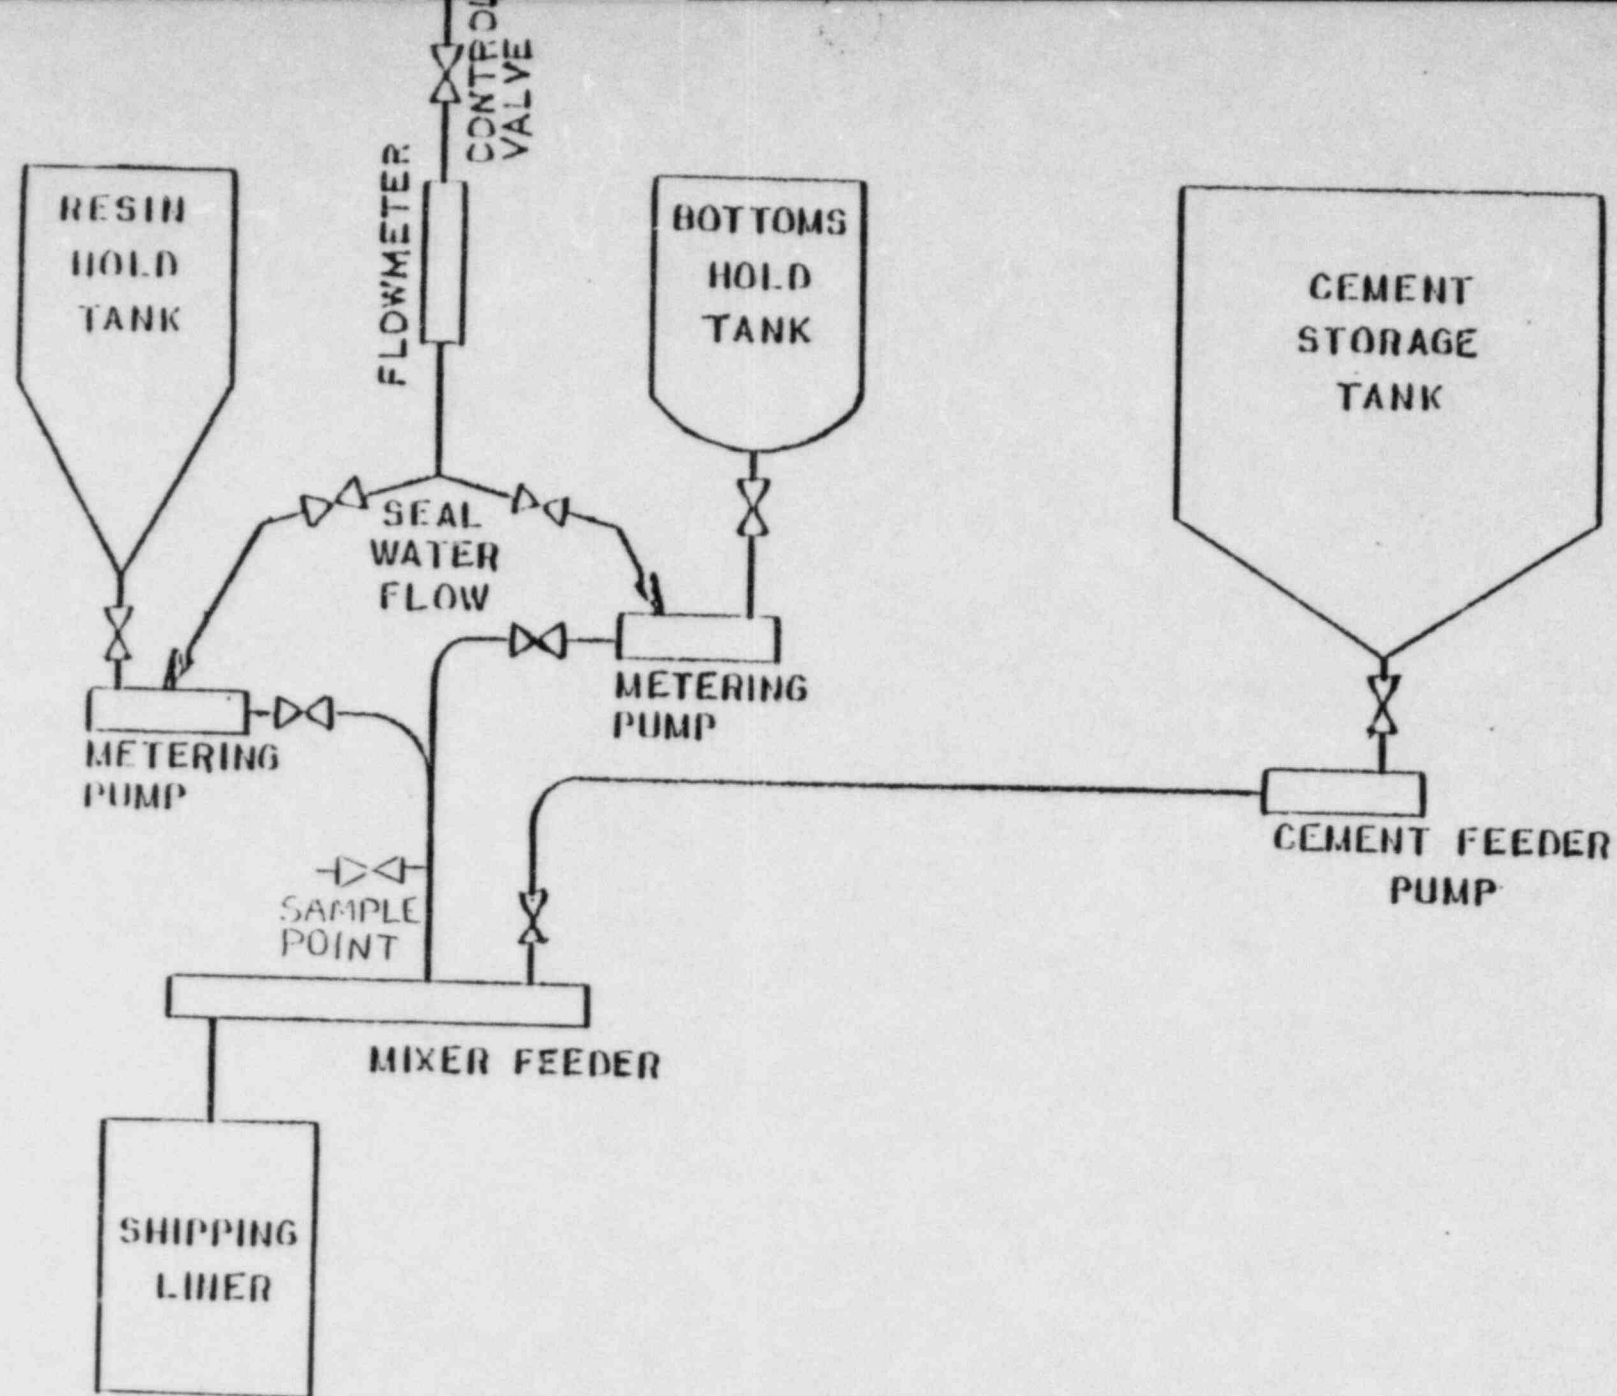 CONTROL
VALVE
FLOWMETER
RESIN
HOLD
TANK
BOTTOMS
HOLD
TANK
CEMENT
STORAGE
TANK
SEAL
WATER
FLOW
METERING
PUMP
METERING
PUMP
CEMENT FEEDER
PUMP
SAMPLE
POINT
MIXER FEEDER
SHIPPING
LINER